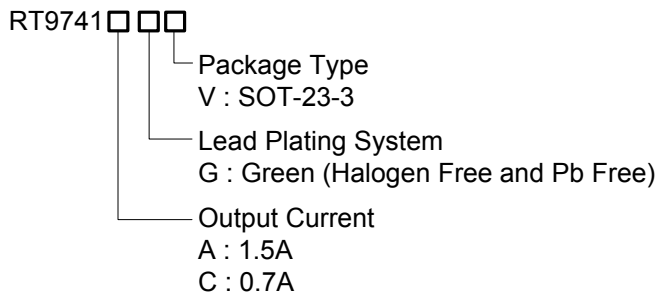 RT9741
Package Type
V : SOT-23-3
Lead Plating System
G : Green (Halogen Free and Pb Free)
Output Current
A : 1.5A
C : 0.7A